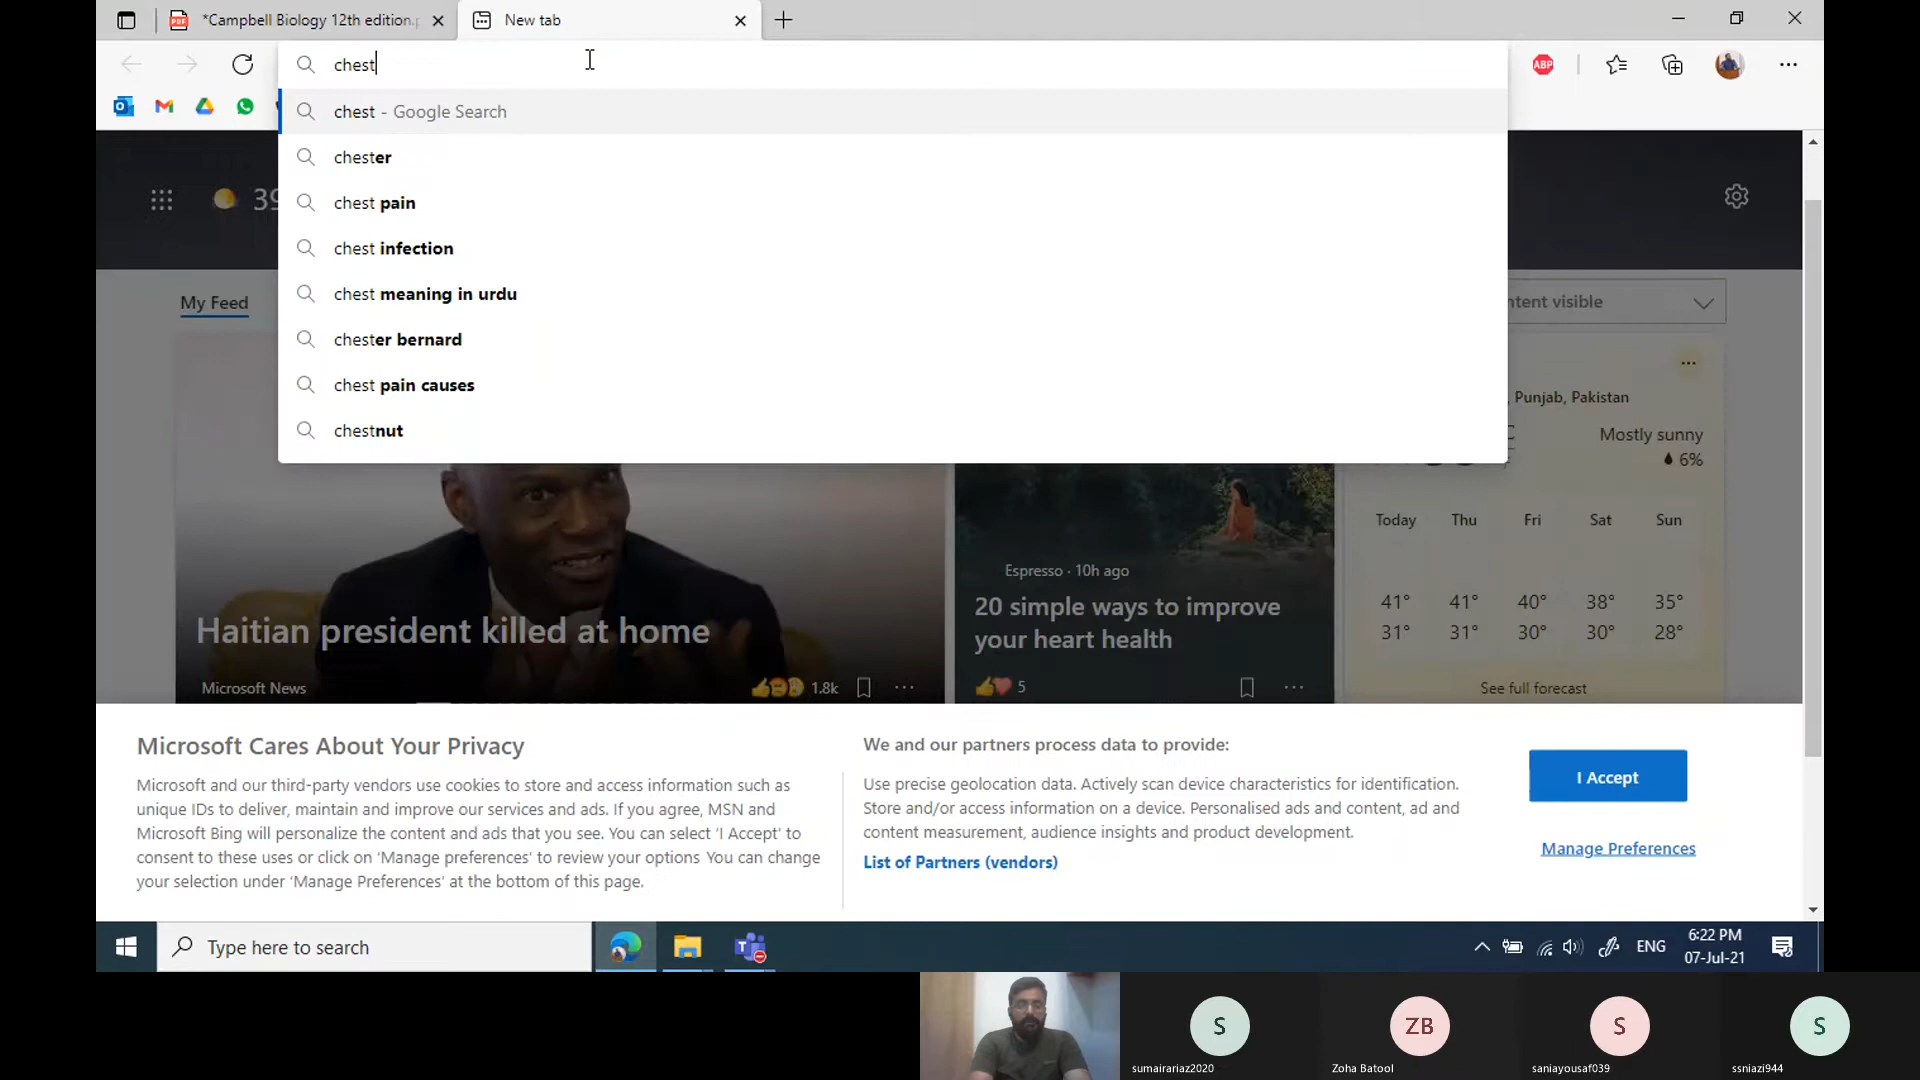 *Campbell Biology 12th edition.p
New tab
chest
ABP
chest - Google Search
chester
chest pain
chest infection
chest meaning in urdu
chester bernard
chest pain causes
chestnut
39
My Feed
ntent visible
, Punjab, Pakistan
Mostly sunny
6%
Today Thu Fri Sat Sun
41° 41° 40° 38° 35°
31° 31° 30° 30° 28°
See full forecast
Haitian president killed at home
Microsoft News
1.8k
Espresso · 10h ago
20 simple ways to improve
your heart health
5
Microsoft Cares About Your Privacy
Microsoft and our third-party vendors use cookies to store and access information such as
unique IDs to deliver, maintain and improve our services and ads. If you agree, MSN and
Microsoft Bing will personalize the content and ads that you see. You can select 'I Accept' to
consent to these uses or click on 'Manage preferences' to review your options You can change
your selection under 'Manage Preferences' at the bottom of this page.
We and our partners process data to provide:
Use precise geolocation data. Actively scan device characteristics for identification.
Store and/or access information on a device. Personalised ads and content, ad and
content measurement, audience insights and product development.
List of Partners (vendors)
I Accept
Manage Preferences
Type here to search
ENG
6:22 PM
07-Jul-21
S
ZB
S
S
sumairariaz2020
Zoha Batool
saniayousaf039
ssniazi944